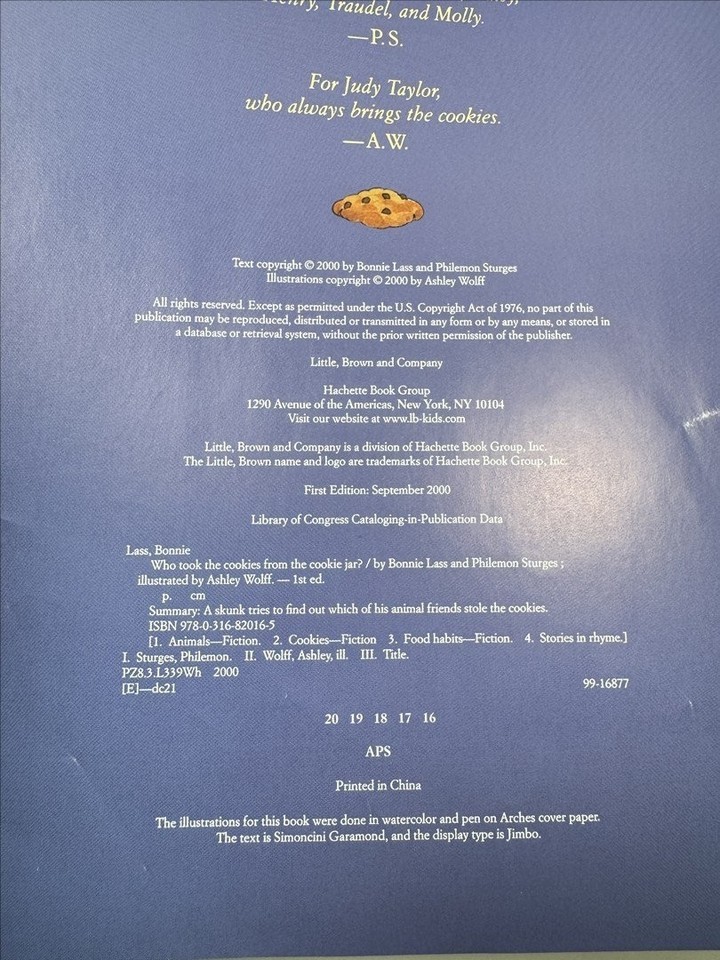 Henry, Traudel, and Molly.
—P.S.
For Judy Taylor,
who always brings the cookies.
—A.W.
Text copyright © 2000 by Bonnie Lass and Philemon Sturges
Illustrations copyright © 2000 by Ashley Wolff
All rights reserved. Except as permitted under the U.S. Copyright Act of 1976, no part of this
publication may be reproduced, distributed or transmitted in any form or by any means, or stored in
a database or retrieval system, without the prior written permission of the publisher.
Little, Brown and Company
Hachette Book Group
1290 Avenue of the Americas, New York, NY 10104
Visit our website at www.lb-kids.com
Little, Brown and Company is a division of Hachette Book Group, Inc.
The Little, Brown name and logo are trademarks of Hachette Book Group, Inc.
First Edition: September 2000
Library of Congress Cataloging-in-Publication Data
Lass, Bonnie
Who took the cookies from the cookie jar? / by Bonnie Lass and Philemon Sturges ;
illustrated by Ashley Wolff. — 1st ed.
p. cm
Summary: A skunk tries to find out which of his animal friends stole the cookies.
ISBN 978-0-316-82016-5
[1. Animals—Fiction. 2. Cookies—Fiction 3. Food habits—Fiction. 4. Stories in rhyme.]
I. Sturges, Philemon. II. Wolff, Ashley, ill. III. Title.
PZ8.3.L339Wh 2000
[E]—dc21 99-16877
20 19 18 17 16
APS
Printed in China
The illustrations for this book were done in watercolor and pen on Arches cover paper.
The text is Simoncini Garamond, and the display type is Jimbo.